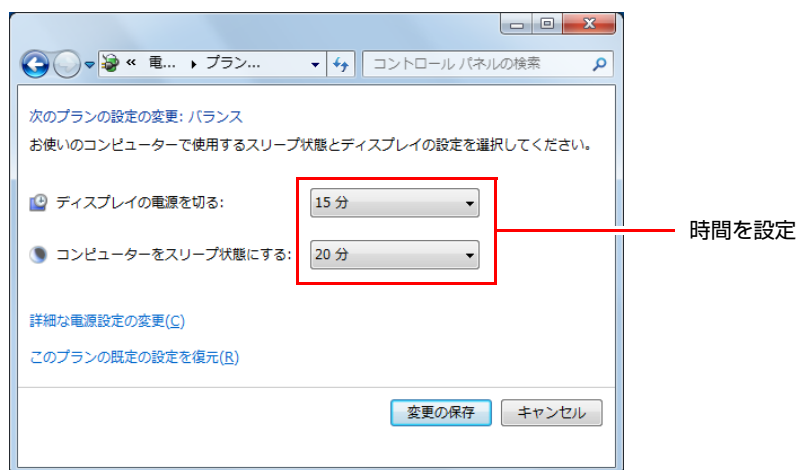 « 電... プラン... コントロール パネルの検索
次のプランの設定の変更: バランス
お使いのコンピューターで使用するスリープ状態とディスプレイの設定を選択してください。
ディスプレイの電源を切る: 15 分
時間を設定
コンピューターをスリープ状態にする: 20 分
詳細な電源設定の変更(C)
このプランの既定の設定を復元(R)
変更の保存 キャンセル